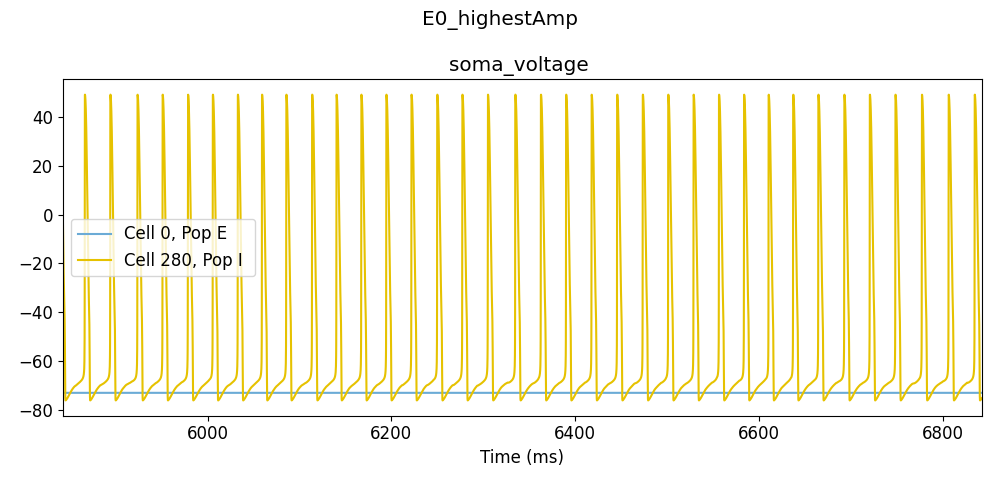 E0_highestAmp
soma_voltage
40
20
0
−20
−40
−60
−80
Cell 0, Pop E
Cell 280, Pop I
6000 6200 6400 6600 6800
Time (ms)